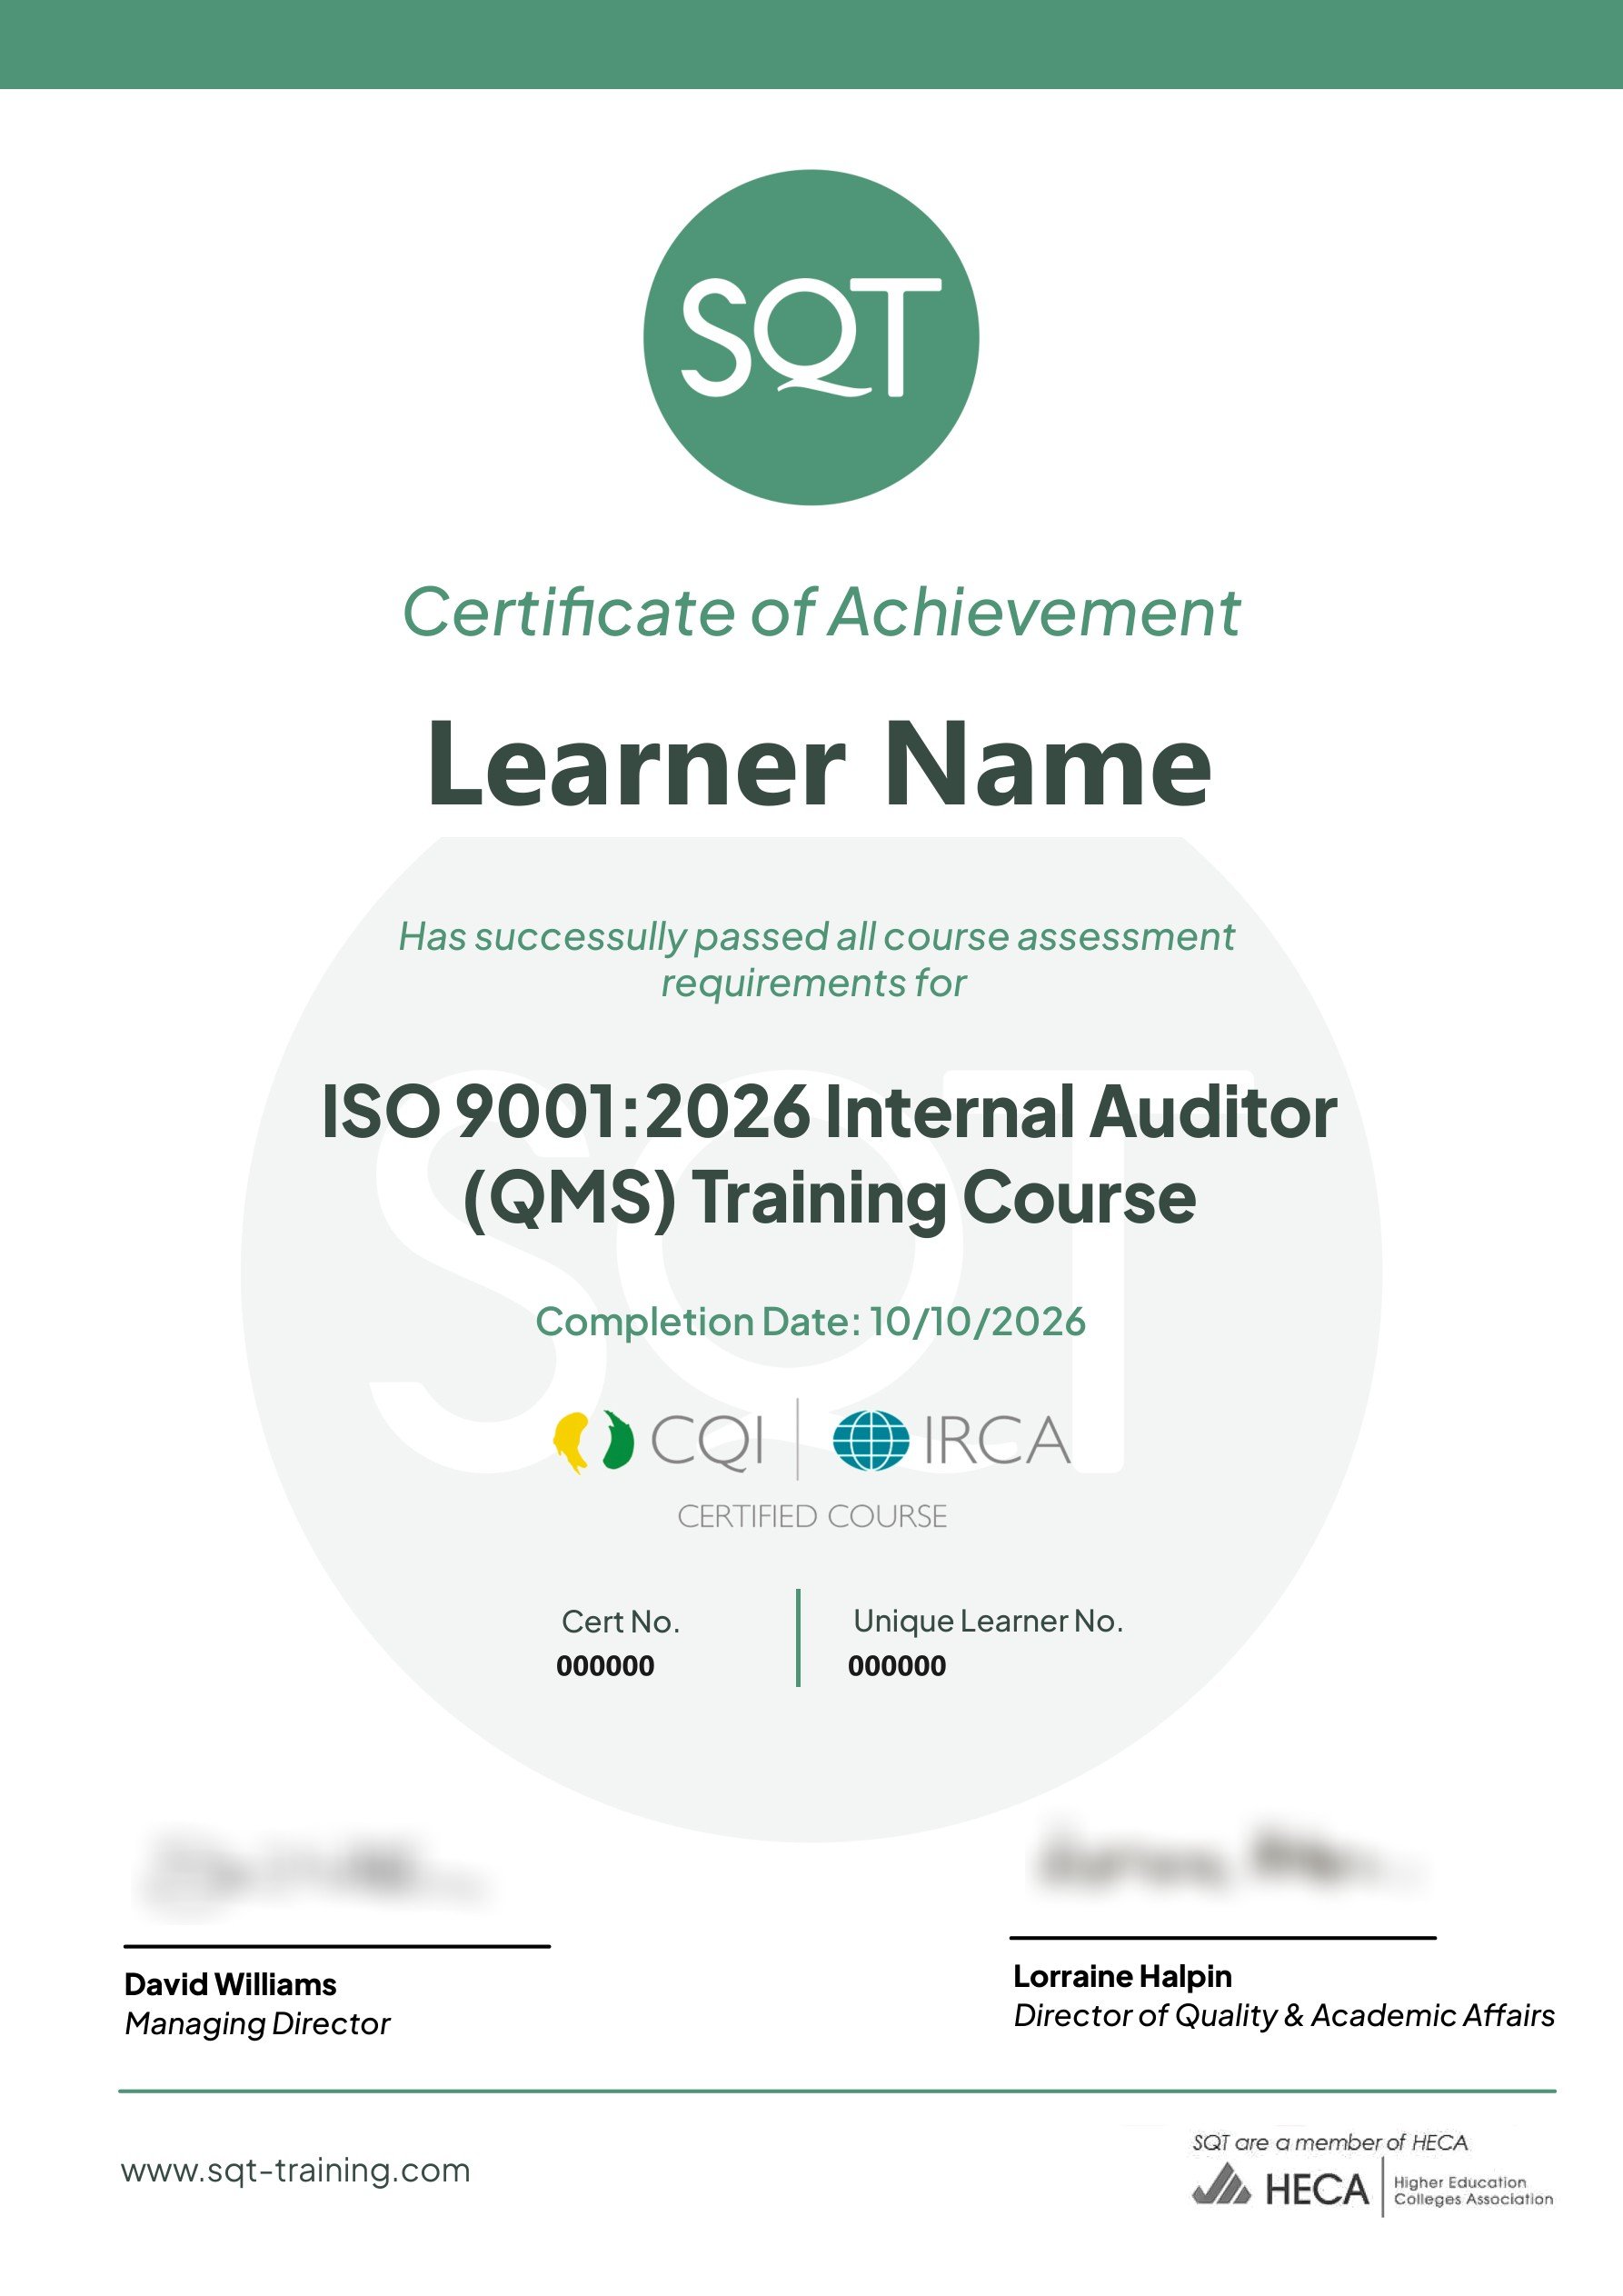 SQT
Certificate of Achievement
Learner Name
Has successully passed all course assessment
requirements for
ISO 9001:2026 Internal Auditor
(QMS) Training Course
SQT
Completion Date: 10/10/2026
CQI | IRCA
CERTIFIED COURSE
Cert No.
000000
Unique Learner No.
000000
David Williams
Managing Director
Lorraine Halpin
Director of Quality & Academic Affairs
www.sqt-training.com
SQT are a member of HECA
HECA
Higher Education
Colleges Association